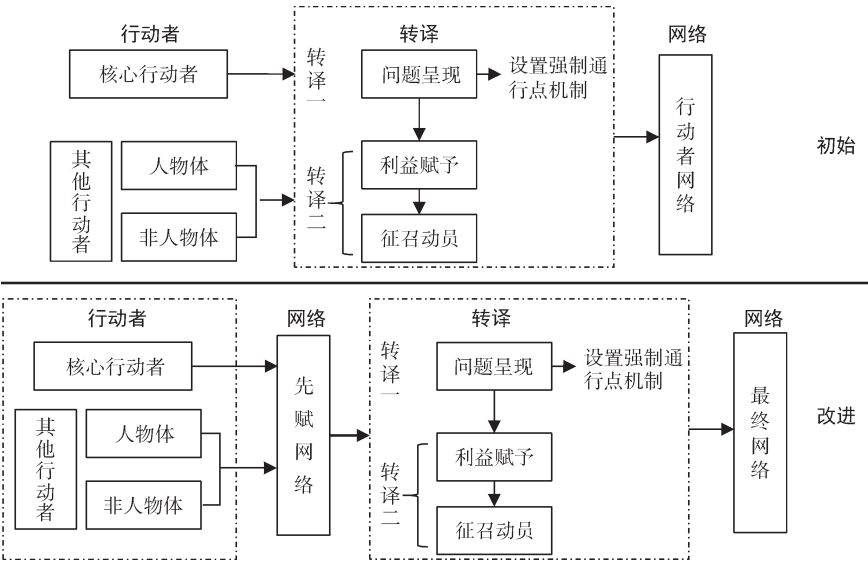 行动者
转译
网络
核心行动者
转译一
问题呈现
设置强制通
行点机制
其他行动者
人物体
非人物体
转译二
利益赋予
征召动员
行动者网络
初始
行动者
网络
转译
网络
核心行动者
其他行动者
人物体
非人物体
先赋网络
转译一
问题呈现
设置强制通
行点机制
转译二
利益赋予
征召动员
最终网络
改进